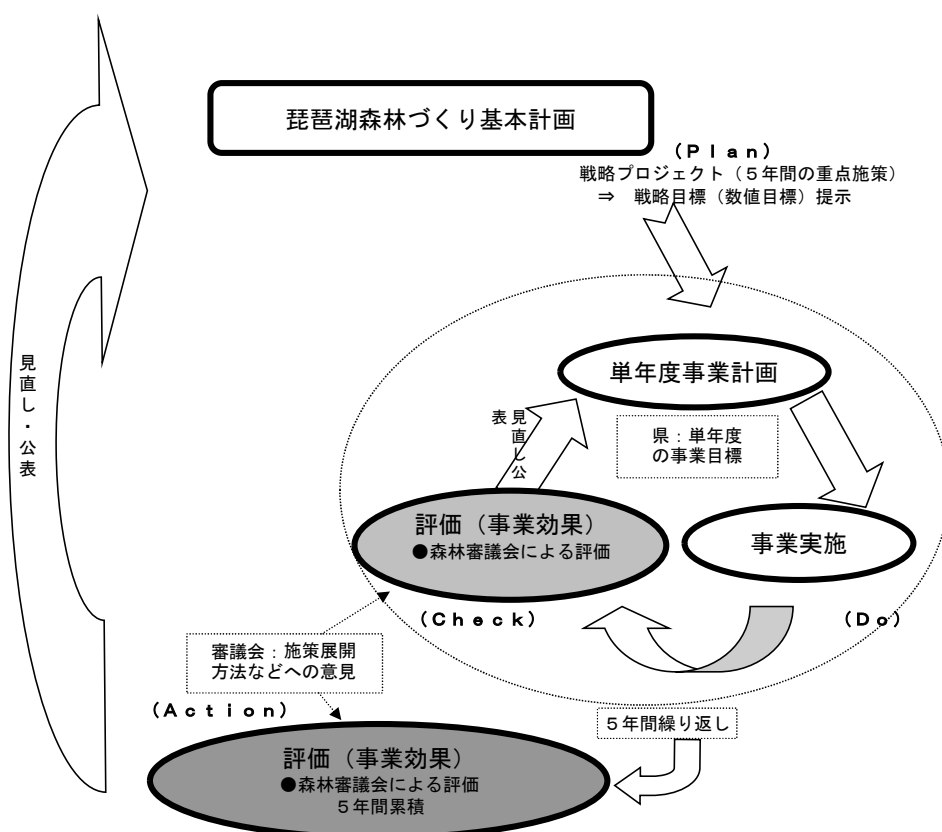 琵琶湖森林づくり基本計画
(Plan)
戦略プロジェクト（５年間の重点施策）
⇒ 戦略目標（数値目標）提示
見直し・公表
単年度事業計画
見直し公表
県：単年度
の事業目標
評価（事業効果）
●森林審議会による評価
事業実施
(Check)
(Do)
審議会：施策展開
方法などへの意見
(Action)
５年間繰り返し
評価（事業効果）
●森林審議会による評価
５年間累積